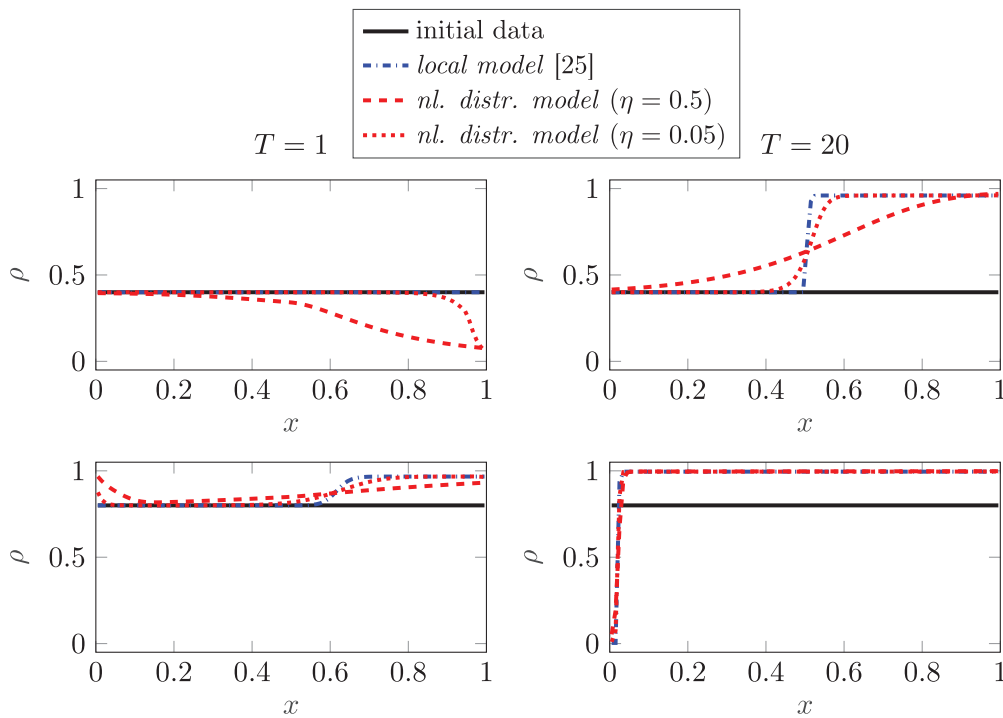 initial data
local model [25]
nl. distr. model (η = 0.5)
nl. distr. model (η = 0.05)
T = 1
T = 20
1
0.5
0
ρ
0 0.2 0.4 0.6 0.8 1
x
1
0.5
0
ρ
0 0.2 0.4 0.6 0.8 1
x
1
0.5
0
ρ
0 0.2 0.4 0.6 0.8 1
x
1
0.5
0
ρ
0 0.2 0.4 0.6 0.8 1
x